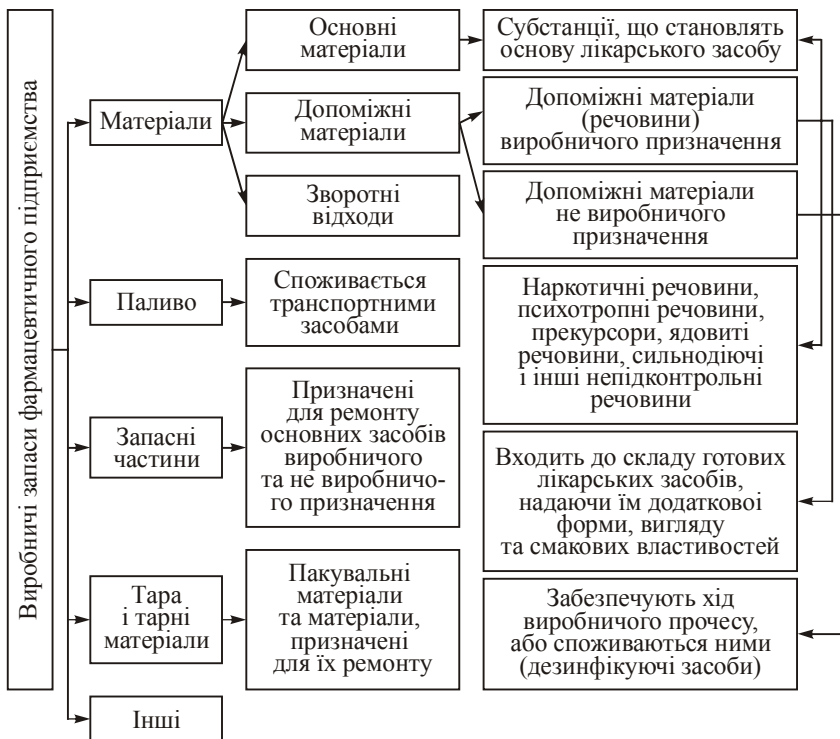 Виробничі запаси фармацевтичного підприємства
Матеріали
Паливо
Запасні
частини
Тара
і тарні
матеріали
Інші
Основні
матеріали
Допоміжні
матеріали
Зворотні
відходи
Споживається
транспортними
засобами
Призначені
для ремонту
основних засобів
виробничого
та не виробничо-
го призначення
Пакувальні
матеріали
та матеріали,
призначені
для їх ремонту
Субстанції, що становлять
основу лікарського засобу
Допоміжні матеріали
(речовини)
виробничого призначення
Допоміжні матеріали
не виробничого
призначення
Наркотичні речовини,
психотропні речовини,
прекурсори, ядовиті
речовини, сильнодіючі
і інші непідконтрольні
речовини
Входить до складу готових
лікарських засобів,
надаючи їм додаткової
форми, вигляду
та смакових властивостей
Забезпечують хід
виробничого прочесу,
або споживаються ними
(дезинфікуючі засоби)